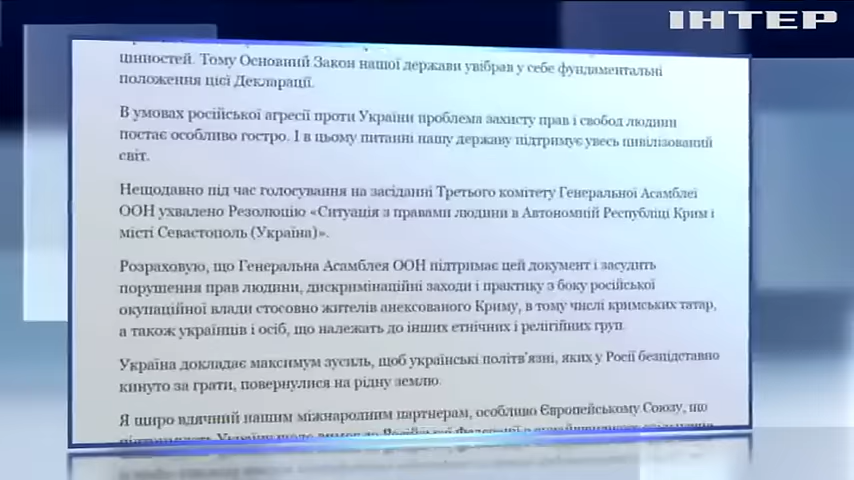 ІНТЕР
цінностей. Тому Основний Закон нашої держави увібрав у себе фундаментальні
положення цієї Декларації.
В умовах російської агресії проти України проблема захисту прав і свобод людини
постає особливо гостро. І в цьому питанні нашу державу підтримує увесь цивілізований
світ.
Нещодавно під час голосування на засіданні Третього комітету Генеральної Асамблеї
ООН ухвалено Резолюцію «Ситуація з правами людини в Автономній Республіці Крим і
місті Севастополь (Україна)».
Розраховую, що Генеральна Асамблея ООН підтримає цей документ і засудить
порушення прав людини, дискримінаційні заходи і практику з боку російської
окупаційної влади стосовно жителів анексованого Криму, в тому числі кримських татар,
а також українців і осіб, що належать до інших етнічних і релігійних груп.
Україна докладає максимум зусиль, щоб українські політв'язні, яких у Росії безпідставно
кинуто за грати, повернулися на рідну землю.
Я щиро вдячний нашим міжнародним партнерам, особливо Європейському Союзу, що